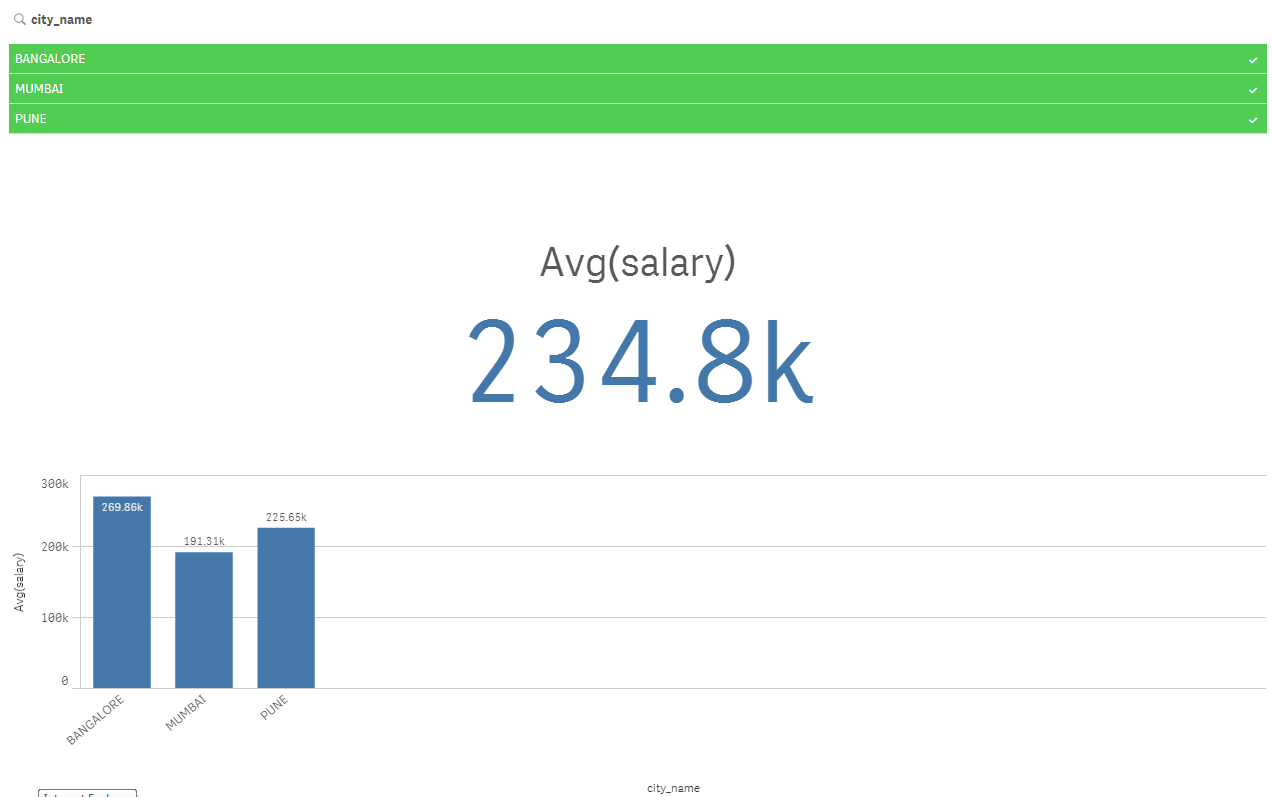 city_name
BANGALORE
MUMBAI
PUNE
Avg(salary)
234.8k
300k
200k
100k
0
Avg(salary)
269.86k
191.31k
225.65k
BANGALORE
MUMBAI
PUNE
city_name